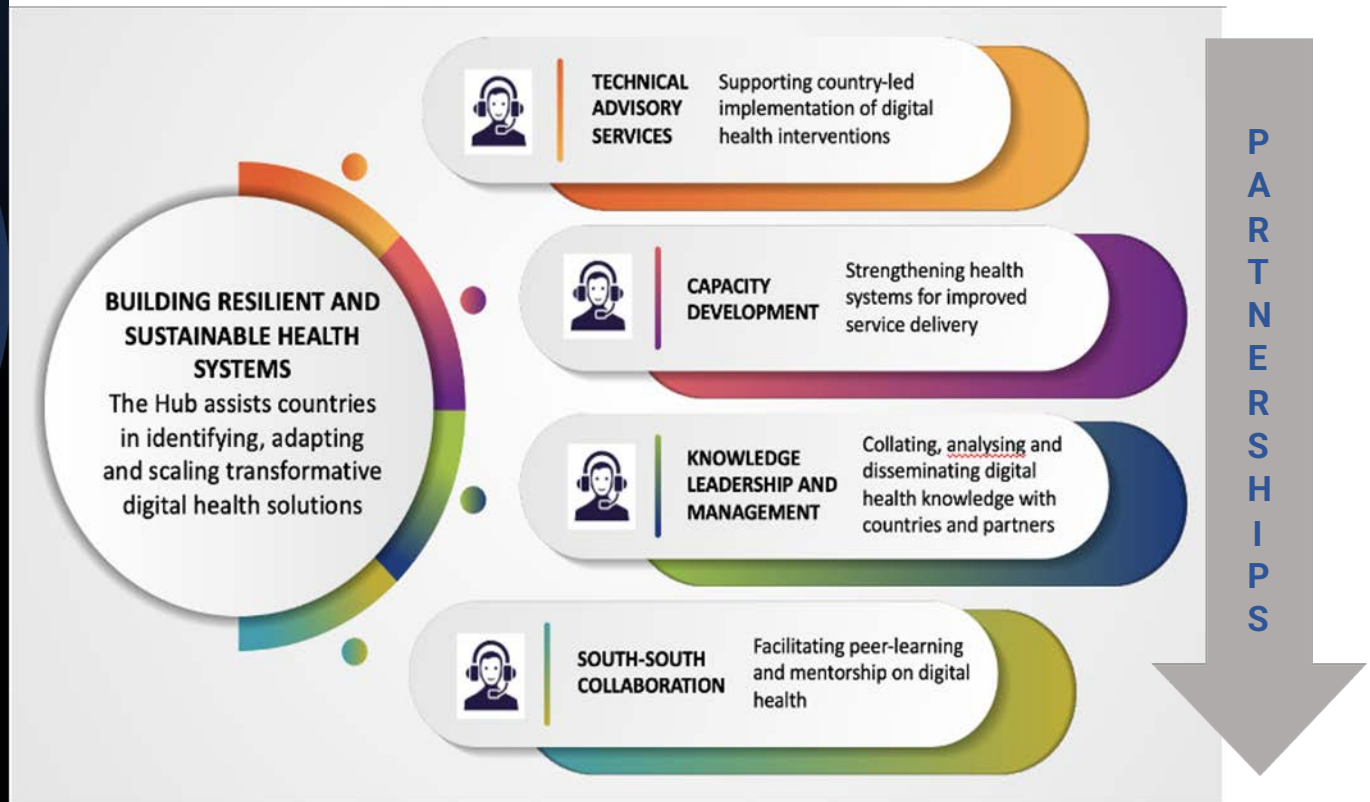 BUILDING RESILIENT AND
SUSTAINABLE HEALTH
SYSTEMS
The Hub assists countries
in identifying, adapting
and scaling transformative
digital health solutions
TECHNICAL
ADVISORY
SERVICES
Supporting country-led
implementation of digital
health interventions
CAPACITY
DEVELOPMENT
Strengthening health
systems for improved
service delivery
KNOWLEDGE
LEADERSHIP AND
MANAGEMENT
Collating, analysing and
disseminating digital
health knowledge with
countries and partners
SOUTH-SOUTH
COLLABORATION
Facilitating peer-learning
and mentorship on digital
health
P
A
R
T
N
E
R
S
H
I
P
S